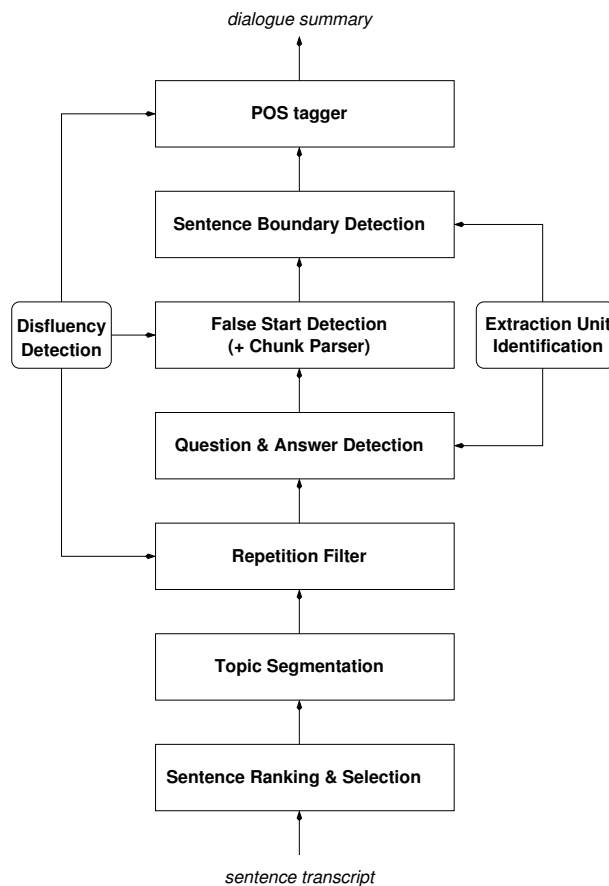 dialogue summary
POS tagger
Sentence Boundary Detection
Disfluency
Detection
False Start Detection
(+ Chunk Parser)
Extraction Unit
Identification
Question & Answer Detection
Repetition Filter
Topic Segmentation
Sentence Ranking & Selection
sentence transcript